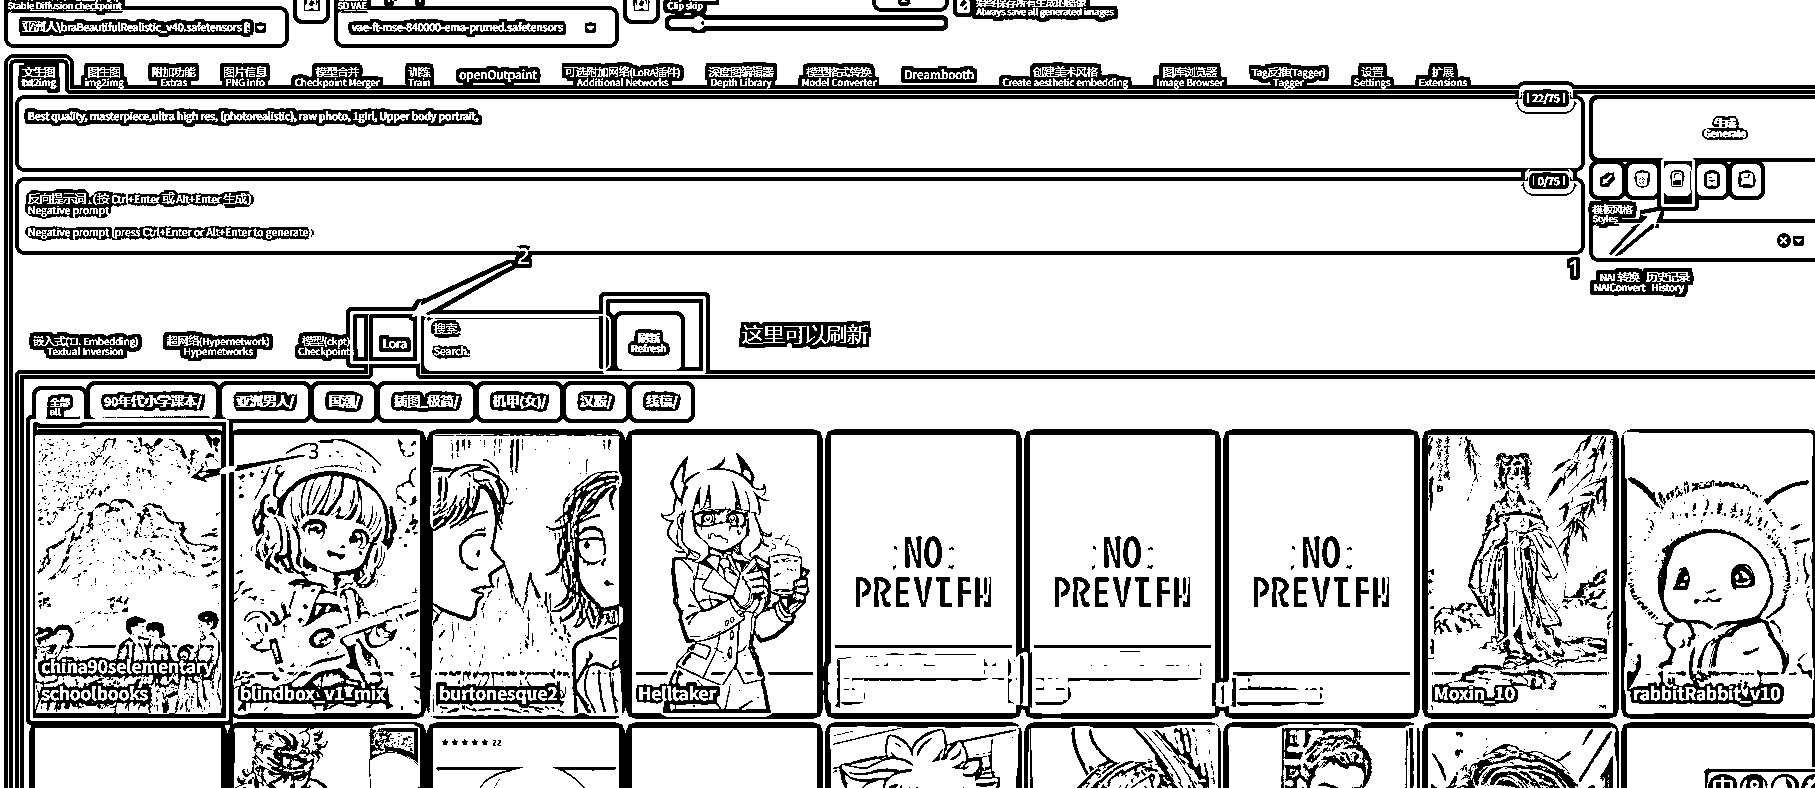 Stable Diffusion checkpoint
SD VAE
Clip skip
Always save all generated images
亚洲人\braBeautifulRealistic_v40.safetensors [
vae-ft-mse-840000-ema-pruned.safetensors
文生图
txt2img
图生图
img2img
附加功能
Extras
图片信息
PNG Info
模型合并
Checkpoint Merger
训练
Train
openOutpaint
可选附加网络(LoRA插件)
Additional Networks
深度图编辑器
Depth Library
模型格式转换
Model Converter
Dreambooth
创建美术风格
Create aesthetic embedding
图库浏览器
Image Browser
Tag反推(Tagger)
Tagger
设置
Settings
扩展
Extensions
22/75
Best quality, masterpiece,ultra high res, (photorealistic), raw photo, 1girl, Upper body portrait,
生成
Generate
0/75
反向提示词 (按 Ctrl+Enter 或 Alt+Enter 生成)
Negative prompt
Negative prompt (press Ctrl+Enter or Alt+Enter to generate)
模板风格
Styles
1
2
NAI 转换
NAIConvert
历史记录
History
嵌入式(T.I. Embedding)
Textual Inversion
超网络(Hypernetwork)
Hypernetworks
模型(ckpt)
Checkpoint
Lora
搜索
Search.
刷新
Refresh
这里可以刷新
全部
all
90年代小学课本/
亚洲男人/
国潮/
插图_极简/
机甲(女)/
汉服/
线稿/
3
NO
PREVIEW
NO
PREVIEW
NO
PREVIEW
china90selementary
schoolbooks
blindbox_v1_mix
burtonesque2
Helltaker
Moxin_10
rabbitRabbit_v10
★★★★★ 22